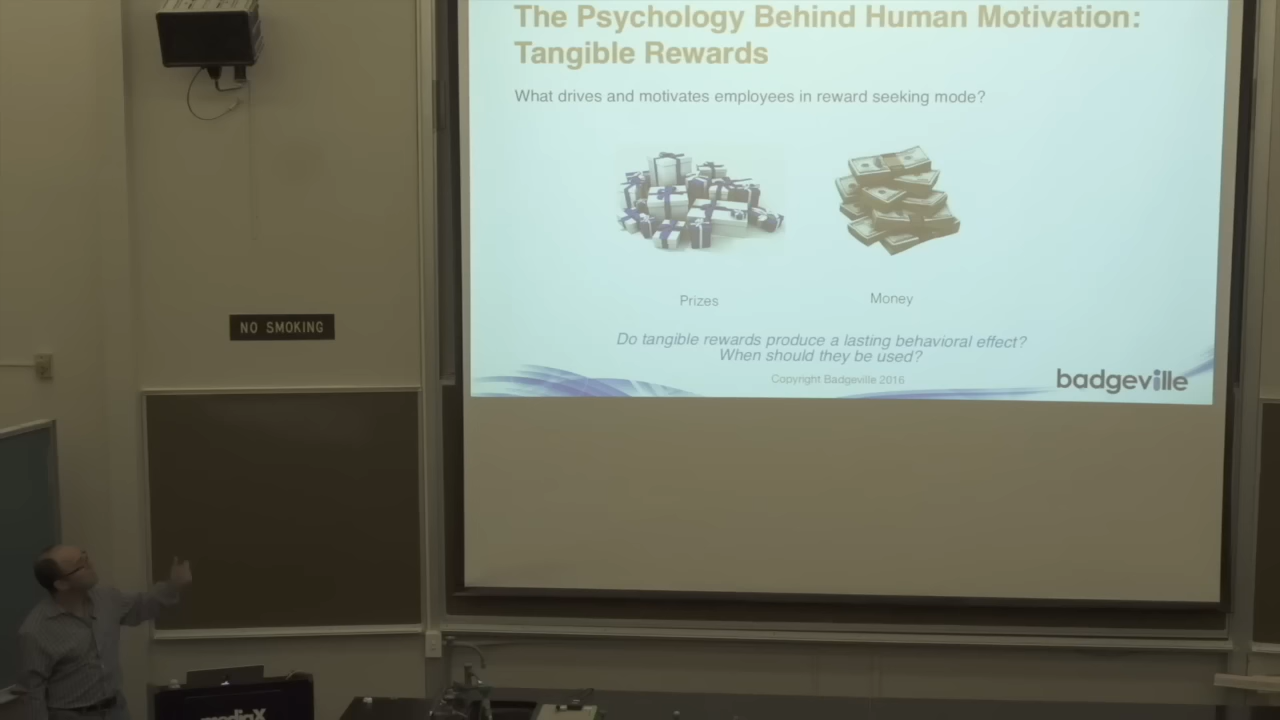 The Psychology Behind Human Motivation:
Tangible Rewards
What drives and motivates employees in reward seeking mode?
Prizes
Money
Do tangible rewards produce a lasting behavioral effect?
When should they be used?
Copyright Badgeville 2016
badgeville
NO SMOKING
mediaX